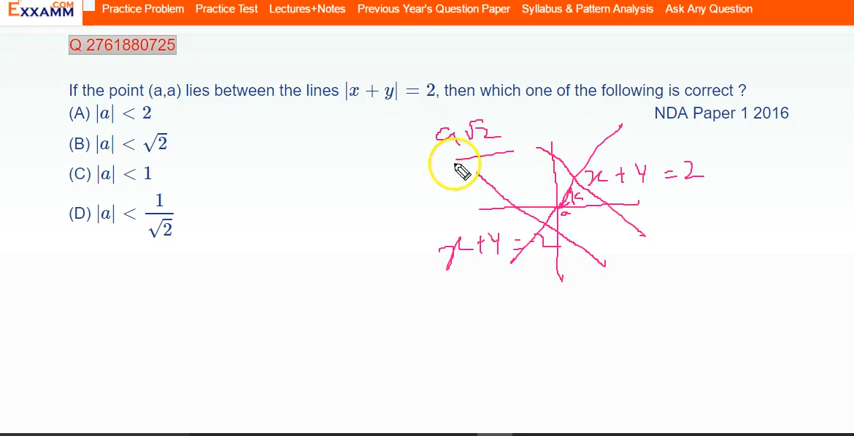 EXXAMM .COM Practice Problem Practice Test Lectures+Notes Previous Year's Question Paper Syllabus & Pattern Analysis Ask Any Question
Q 2761880725
If the point (a,a) lies between the lines |x + y| = 2, then which one of the following is correct ?
(A) |a| < 2 NDA Paper 1 2016
(B) |a| < √2
(C) |a| < 1
(D) |a| < 1/√2
a√2
x + y = 2
a
a
x + y = -2